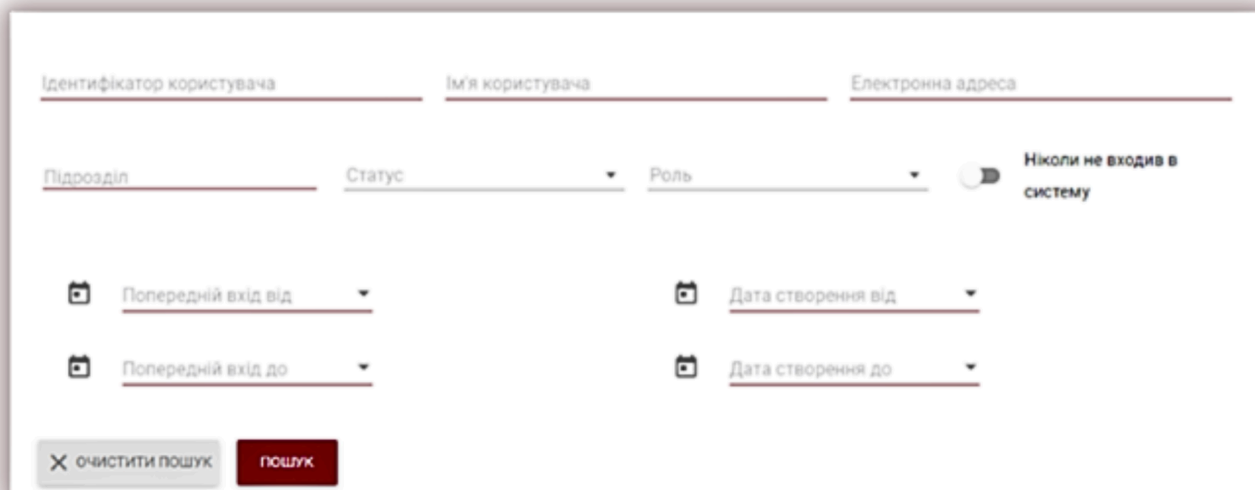 Ідентифікатор користувача
Ім'я користувача
Електронна адреса
Підрозділ
Статус
Роль
Ніколи не входив в
систему
Попередній вхід від
Дата створення від
Попередній вхід до
Дата створення до
ОЧИСТИТИ ПОШУК
ПОШУК